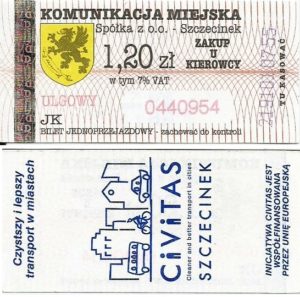 KOMUNIKACJA MIEJSKA
Spółka z o.o. - Szczecinek
1,20 zł
ZAKUP
U
KIEROWCY
w tym 7% VAT
ULGOWY
0440954
JK
BILET JEDNOPRZEJAZDOWY - zachować do kontroli
TU KASOWAĆ
Czystszy i lepszy
transport w miastach
CiViTAS
Cleaner and better transport in cities
SZCZECINEK
INICJATYWA CIVITAS JEST
WSPÓŁFINANSOWANA
PRZEZ UNIĘ EUROPEJSKĄ